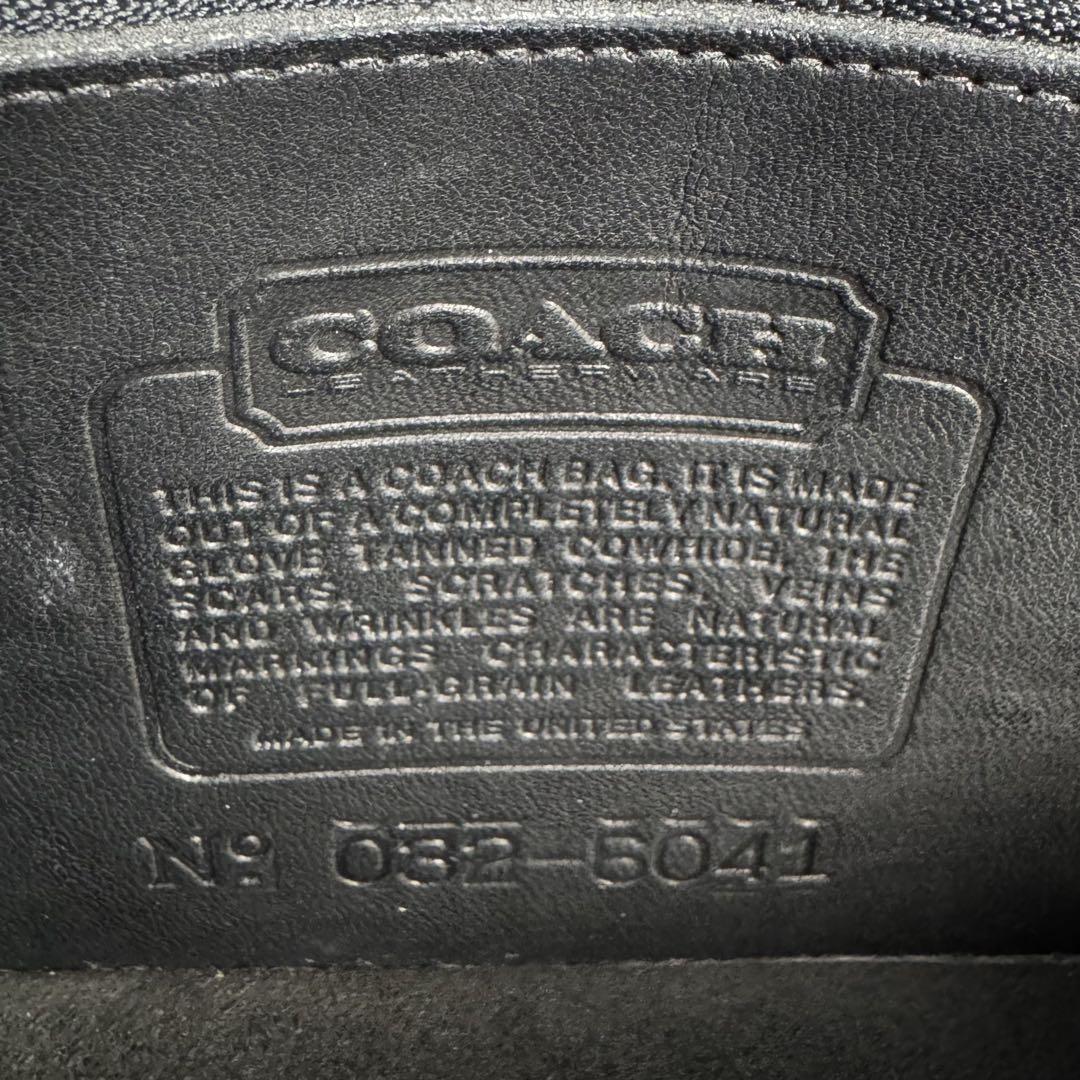 COACH
LEATHERWARE
THIS IS A COACH BAG. IT IS MADE
OUT OF A COMPLETELY NATURAL
GLOVE TANNED COWHIDE, THE
SCARS, SCRATCHES, VEINS
AND WRINKLES ARE NATURAL
MARKINGS CHARACTERISTIC
OF FULL-GRAIN LEATHERS.
MADE IN THE UNITED STATES
No 032-5041